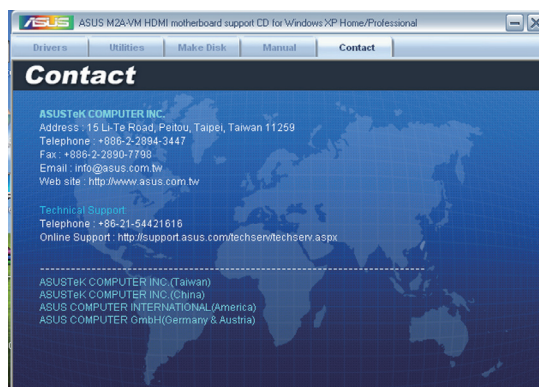 ASUS ASUS M2A-VM HDMI motherboard support CD for Windows XP Home/Professional
Drivers Utilities Make Disk Manual Contact
Contact
ASUSTeK COMPUTER INC.
Address : 15 Li-Te Road, Peitou, Taipei, Taiwan 11259
Telephone : +886-2-2894-3447
Fax : +886-2-2890-7798
Email : info@asus.com.tw
Web site : http://www.asus.com.tw
Technical Support
Telephone : +86-21-54421616
Online Support : http://support.asus.com/techserv/techserv.aspx
ASUSTeK COMPUTER INC.(Taiwan)
ASUSTeK COMPUTER INC.(China)
ASUS COMPUTER INTERNATIONAL(America)
ASUS COMPUTER GmbH(Germany & Austria)